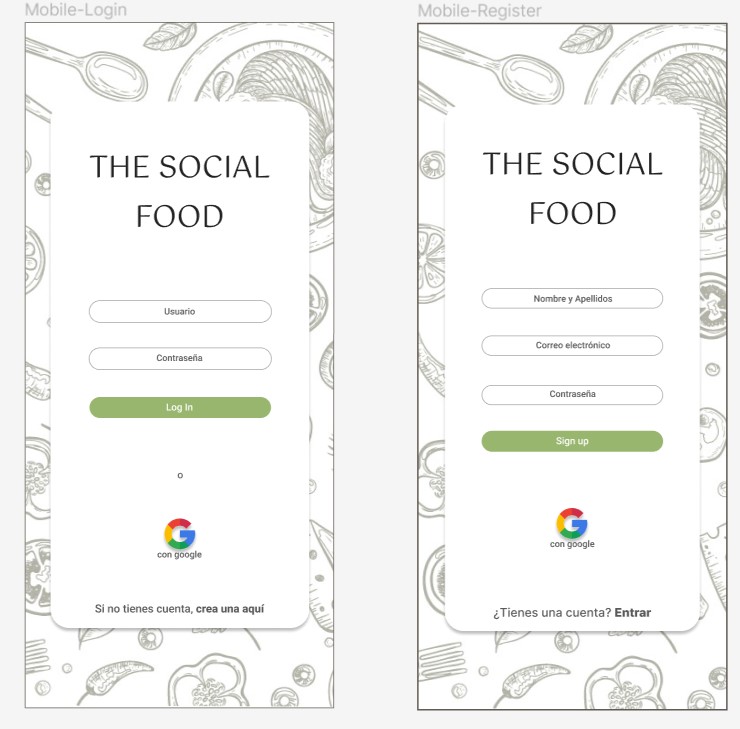 Mobile-Login
THE SOCIAL
FOOD
Usuario
Contraseña
Log In
o
con google
Si no tienes cuenta, crea una aquí
Mobile-Register
THE SOCIAL
FOOD
Nombre y Apellidos
Correo electrónico
Contraseña
Sign up
con google
¿Tienes una cuenta? Entrar